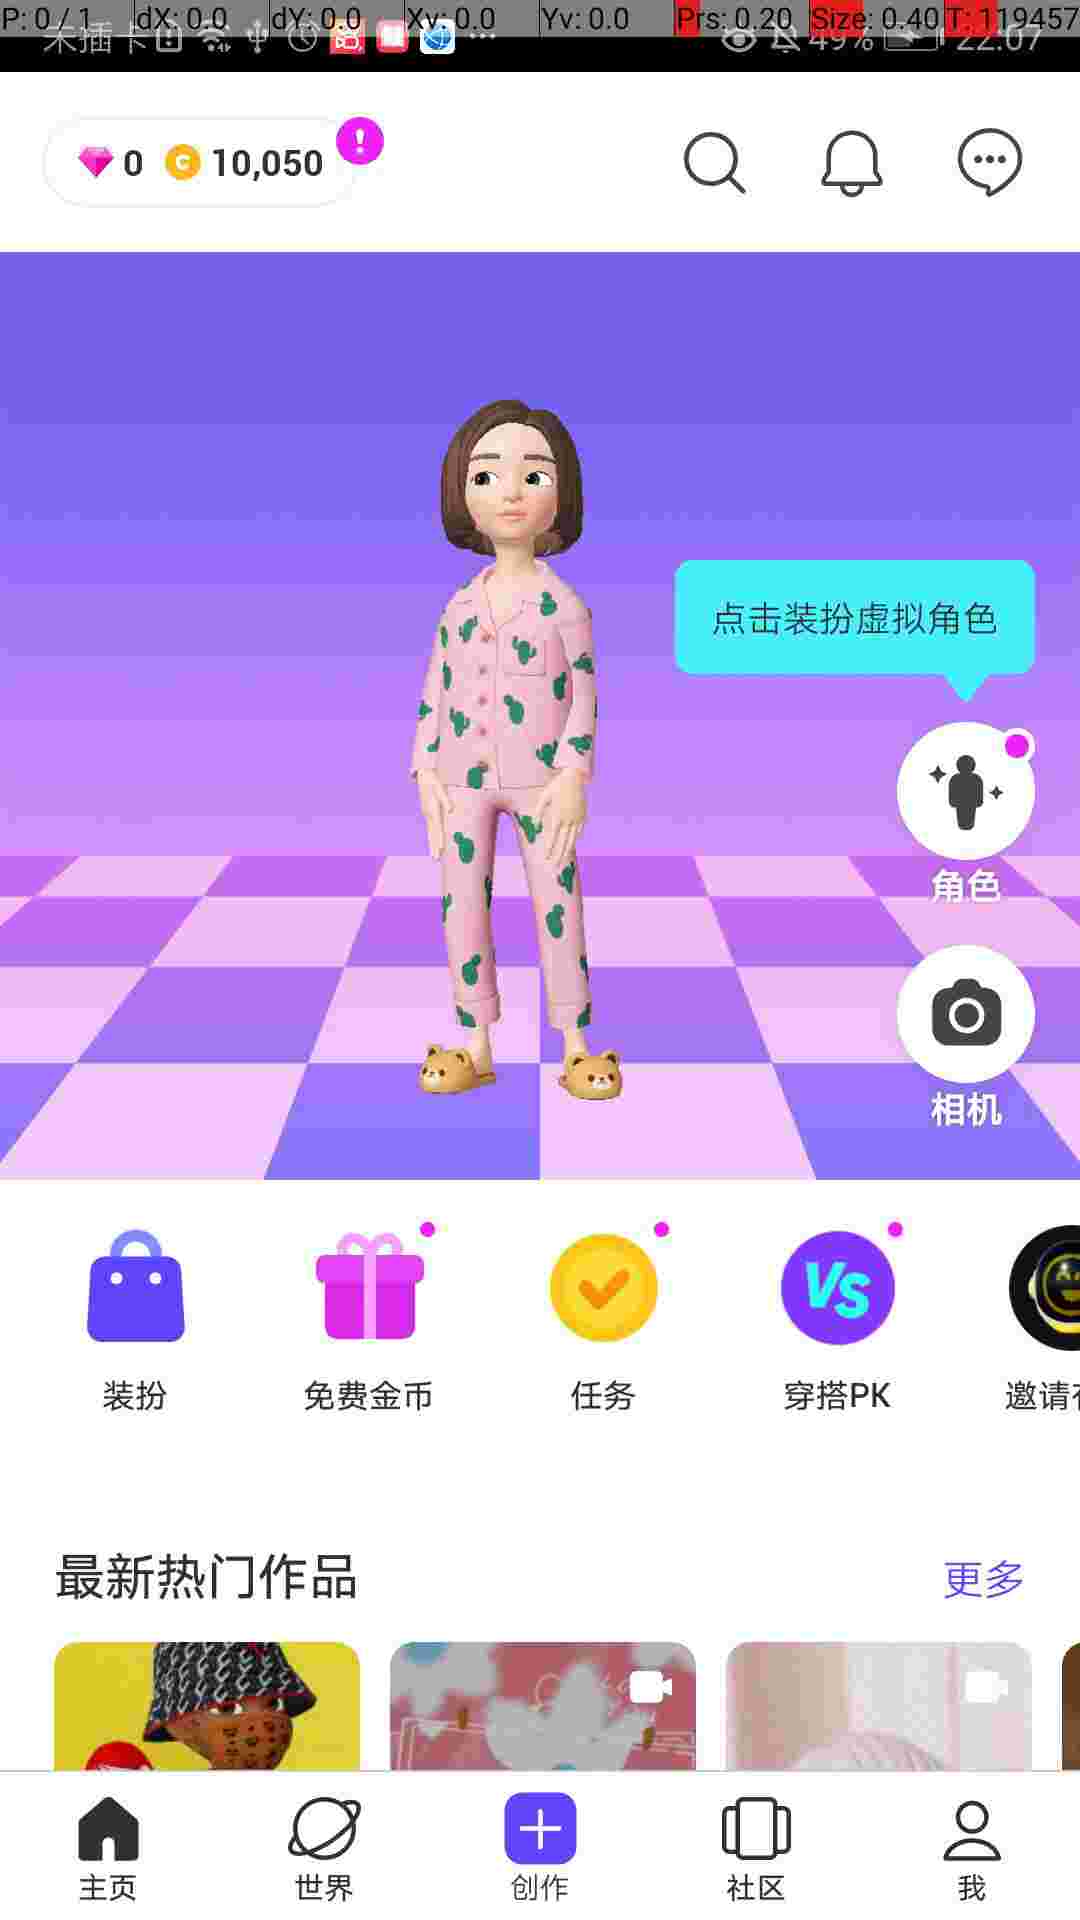 P: 0 / 1 dX: 0.0 dY: 0.0 Xv: 0.0 Yv: 0.0 Prs: 0.20 Size: 0.40 T: 119457
未插卡 49% 22:07
0 C 10,050
点击装扮虚拟角色
角色
相机
VS
装扮 免费金币 任务 穿搭PK 邀请
最新热门作品 更多
主页 世界 创作 社区 我